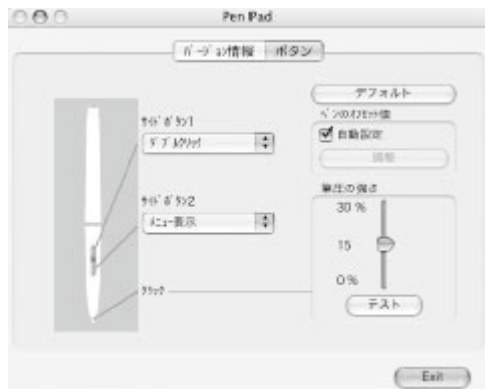 Pen Pad
バージョン情報
ボタン
デフォルト
サイドボタン1
ダブルクリック
ペンのオフセット値
自動設定
調整
サイドボタン2
メニュー表示
筆圧の強さ
30 %
15
0 %
クリック
テスト
Exit